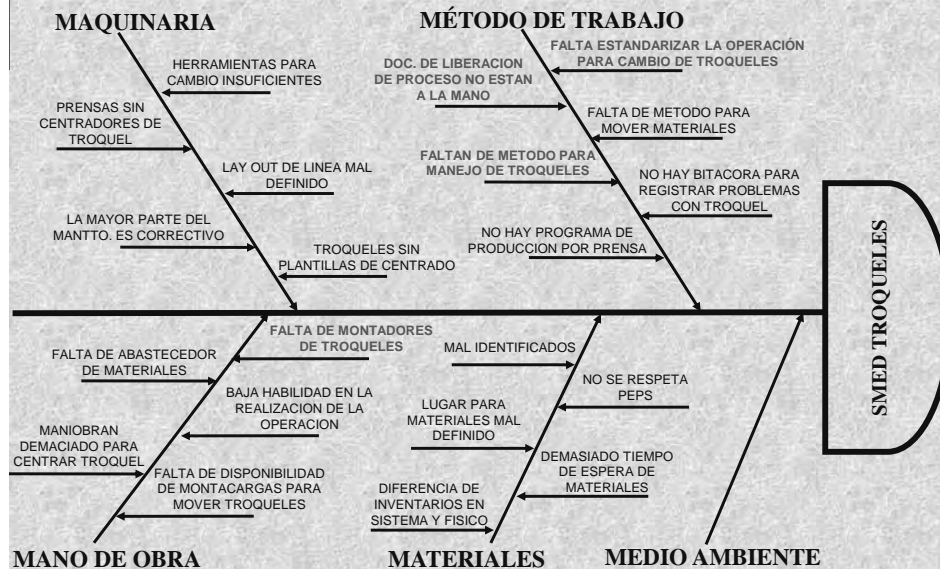 MAQUINARIA
HERRAMIENTAS PARA
CAMBIO INSUFICIENTES
PRENSAS SIN
CENTRADORES DE
TROQUEL
LAY OUT DE LINEA MAL
DEFINIDO
LA MAYOR PARTE DEL
MANTTO. ES CORRECTIVO
TROQUELES SIN
PLANTILLAS DE CENTRADO
MÉTODO DE TRABAJO
FALTA ESTANDARIZAR LA OPERACIÓN
PARA CAMBIO DE TROQUELES
DOC. DE LIBERACION
DE PROCESO NO ESTAN
A LA MANO
FALTA DE METODO PARA
MOVER MATERIALES
FALTAN DE METODO PARA
MANEJO DE TROQUELES
NO HAY BITACORA PARA
REGISTRAR PROBLEMAS
CON TROQUEL
NO HAY PROGRAMA DE
PRODUCCION POR PRENSA
SMED TROQUELES
FALTA DE MONTADORES
DE TROQUELES
FALTA DE ABASTECEDOR
DE MATERIALES
BAJA HABILIDAD EN LA
REALIZACION DE LA
OPERACION
MANIOBRAN
DEMACIADO PARA
CENTRAR TROQUEL
FALTA DE DISPONIBILIDAD
DE MONTACARGAS PARA
MOVER TROQUELES
MANO DE OBRA
MAL IDENTIFICADOS
NO SE RESPETA
PEPS
LUGAR PARA
MATERIALES MAL
DEFINIDO
DEMASIADO TIEMPO
DE ESPERA DE
MATERIALES
DIFERENCIA DE
INVENTARIOS EN
SISTEMA Y FISICO
MATERIALES
MEDIO AMBIENTE